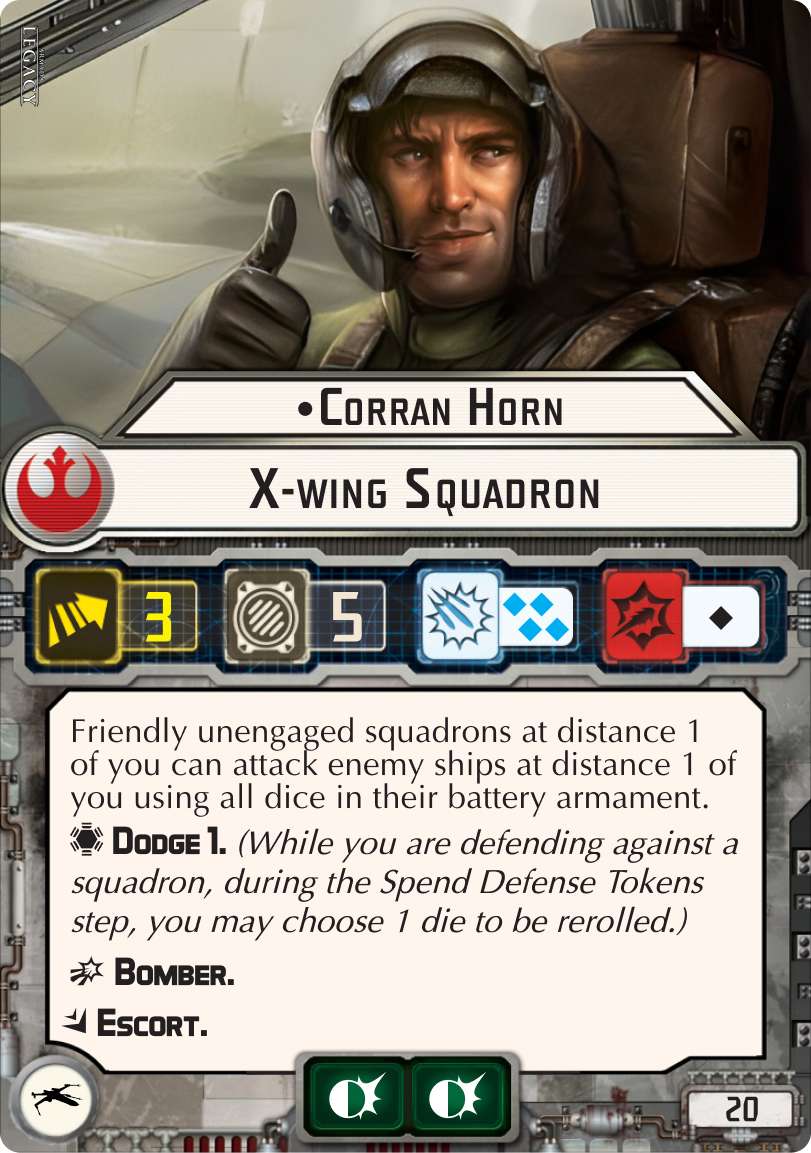 LEGACY
•Corran Horn
X-wing Squadron
3
5
Friendly unengaged squadrons at distance 1
of you can attack enemy ships at distance 1 of
you using all dice in their battery armament.
Dodge 1. (While you are defending against a
squadron, during the Spend Defense Tokens
step, you may choose 1 die to be rerolled.)
Bomber.
Escort.
20